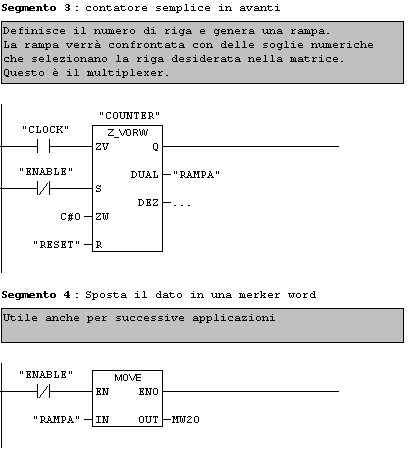 Segmento 3 : contatore semplice in avanti
Definisce il numero di riga e genera una rampa.
La rampa verrà confrontata con delle soglie numeriche
che selezionano la riga desiderata nella matrice.
Questo è il multiplexer.
"COUNTER"
"CLOCK" Z_VORW
ZV Q
"ENABLE" DUAL "RAMPA"
S
DEZ ...
C#0 ZW
"RESET" R
Segmento 4 : Sposta il dato in una merker word
Utile anche per successive applicazioni
"ENABLE" MOVE
EN ENO
"RAMPA" IN OUT MW20